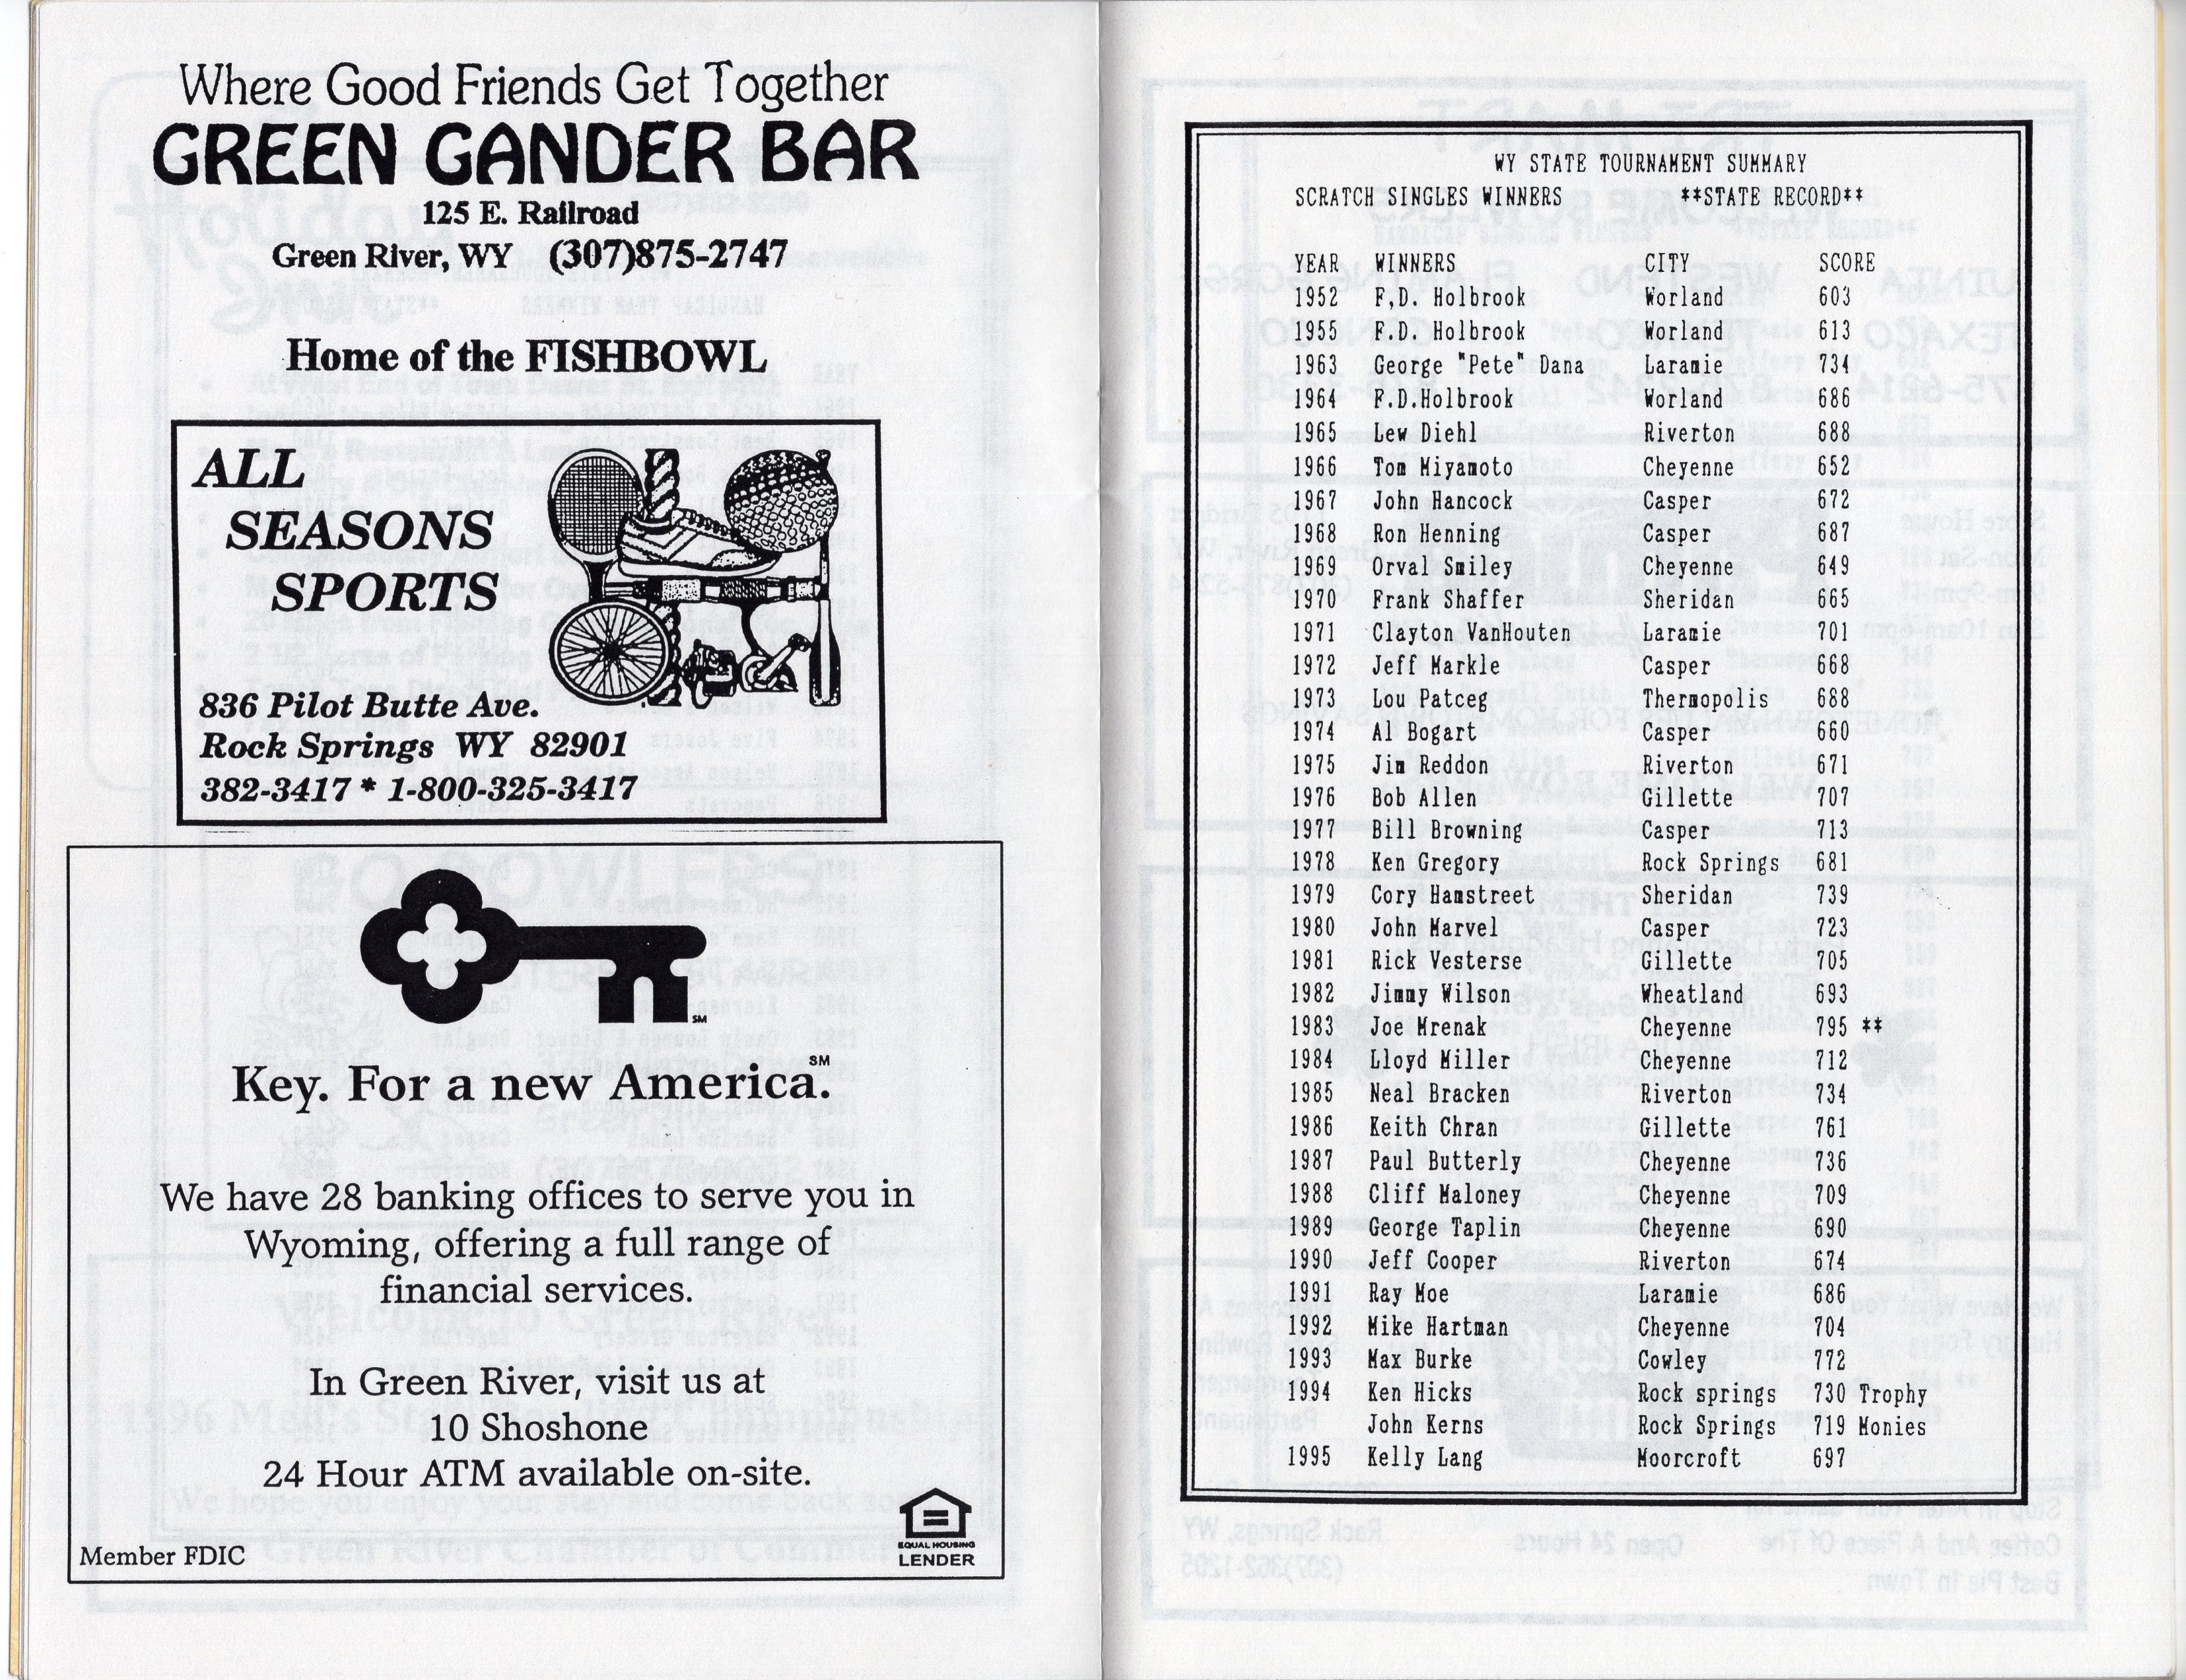 Where Good Friends Get Together
GREEN GANDER BAR
125 E. Railroad
Green River, WY (307)875-2747
Home of the FISHBOWL
ALL
SEASONS
SPORTS
836 Pilot Butte Ave.
Rock Springs WY 82901
382-3417 * 1-800-325-3417
SM
Key. For a new America.SM
We have 28 banking offices to serve you in
Wyoming, offering a full range of
financial services.
In Green River, visit us at
10 Shoshone
24 Hour ATM available on-site.
Member FDIC
EQUAL HOUSING
LENDER
WY STATE TOURNAMENT SUMMARY
SCRATCH SINGLES WINNERS **STATE RECORD**
YEAR WINNERS CITY SCORE
1952 F,D. Holbrook Worland 603
1955 F.D. Holbrook Worland 613
1963 George "Pete" Dana Laramie 734
1964 F.D.Holbrook Worland 686
1965 Lew Diehl Riverton 688
1966 Tom Miyamoto Cheyenne 652
1967 John Hancock Casper 672
1968 Ron Henning Casper 687
1969 Orval Smiley Cheyenne 649
1970 Frank Shaffer Sheridan 665
1971 Clayton VanHouten Laramie 701
1972 Jeff Markle Casper 668
1973 Lou Patceg Thermopolis 688
1974 Al Bogart Casper 660
1975 Jim Reddon Riverton 671
1976 Bob Allen Gillette 707
1977 Bill Browning Casper 713
1978 Ken Gregory Rock Springs 681
1979 Cory Hamstreet Sheridan 739
1980 John Marvel Casper 723
1981 Rick Vesterse Gillette 705
1982 Jimmy Wilson Wheatland 693
1983 Joe Mrenak Cheyenne 795 **
1984 Lloyd Miller Cheyenne 712
1985 Neal Bracken Riverton 734
1986 Keith Chran Gillette 761
1987 Paul Butterly Cheyenne 736
1988 Cliff Maloney Cheyenne 709
1989 George Taplin Cheyenne 690
1990 Jeff Cooper Riverton 674
1991 Ray Moe Laramie 686
1992 Mike Hartman Cheyenne 704
1993 Max Burke Cowley 772
1994 Ken Hicks Rock springs 730 Trophy
John Kerns Rock Springs 719 Monies
1995 Kelly Lang Moorcroft 697